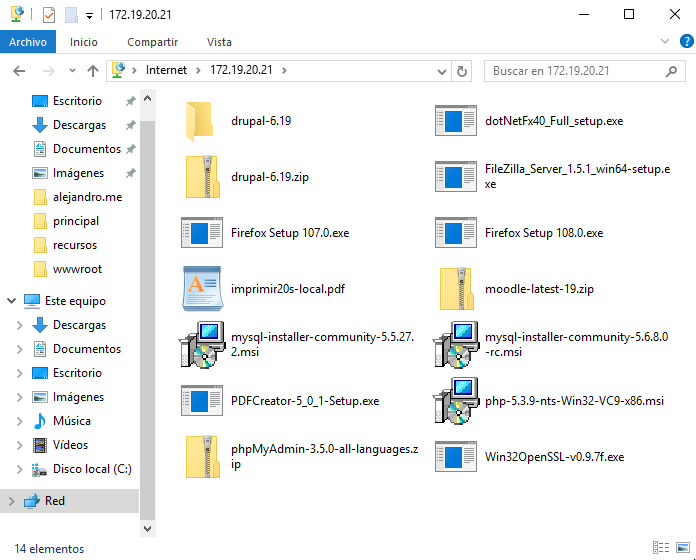 172.19.20.21
Archivo Inicio Compartir Vista
Internet 172.19.20.21 Buscar en 172.19.20.21
Escritorio
Descargas
Documentos
Imágenes
alejandro.me
principal
recursos
wwwroot
Este equipo
Descargas
Documentos
Escritorio
Imágenes
Música
Vídeos
Disco local (C:)
Red
drupal-6.19
dotNetFx40_Full_setup.exe
drupal-6.19.zip
FileZilla_Server_1.5.1_win64-setup.e
xe
Firefox Setup 107.0.exe
Firefox Setup 108.0.exe
imprimir20s-local.pdf
moodle-latest-19.zip
mysql-installer-community-5.5.27.
2.msi
mysql-installer-community-5.6.8.0
-rc.msi
PDFCreator-5_0_1-Setup.exe
php-5.3.9-nts-Win32-VC9-x86.msi
phpMyAdmin-3.5.0-all-languages.z
ip
Win32OpenSSL-v0.9.7f.exe
14 elementos